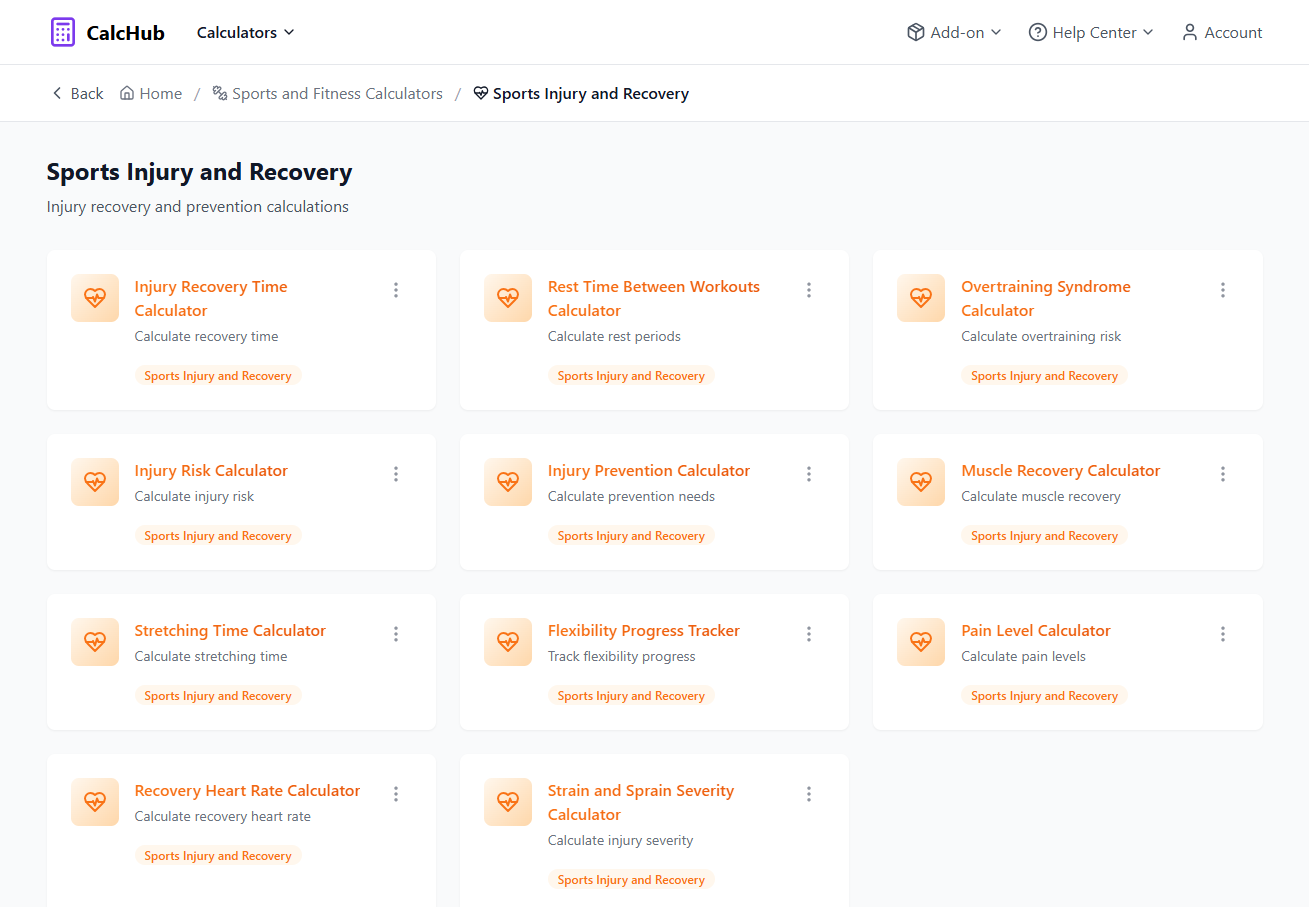 CalcHub
Calculators
Add-on
Help Center
Account
Back
Home
/
Sports and Fitness Calculators
/
Sports Injury and Recovery
Sports Injury and Recovery
Injury recovery and prevention calculations
Injury Recovery Time
Calculator
Calculate recovery time
Sports Injury and Recovery
Rest Time Between Workouts
Calculator
Calculate rest periods
Sports Injury and Recovery
Overtraining Syndrome
Calculator
Calculate overtraining risk
Sports Injury and Recovery
Injury Risk Calculator
Calculate injury risk
Sports Injury and Recovery
Injury Prevention Calculator
Calculate prevention needs
Sports Injury and Recovery
Muscle Recovery Calculator
Calculate muscle recovery
Sports Injury and Recovery
Stretching Time Calculator
Calculate stretching time
Sports Injury and Recovery
Flexibility Progress Tracker
Track flexibility progress
Sports Injury and Recovery
Pain Level Calculator
Calculate pain levels
Sports Injury and Recovery
Recovery Heart Rate Calculator
Calculate recovery heart rate
Sports Injury and Recovery
Strain and Sprain Severity
Calculator
Calculate injury severity
Sports Injury and Recovery